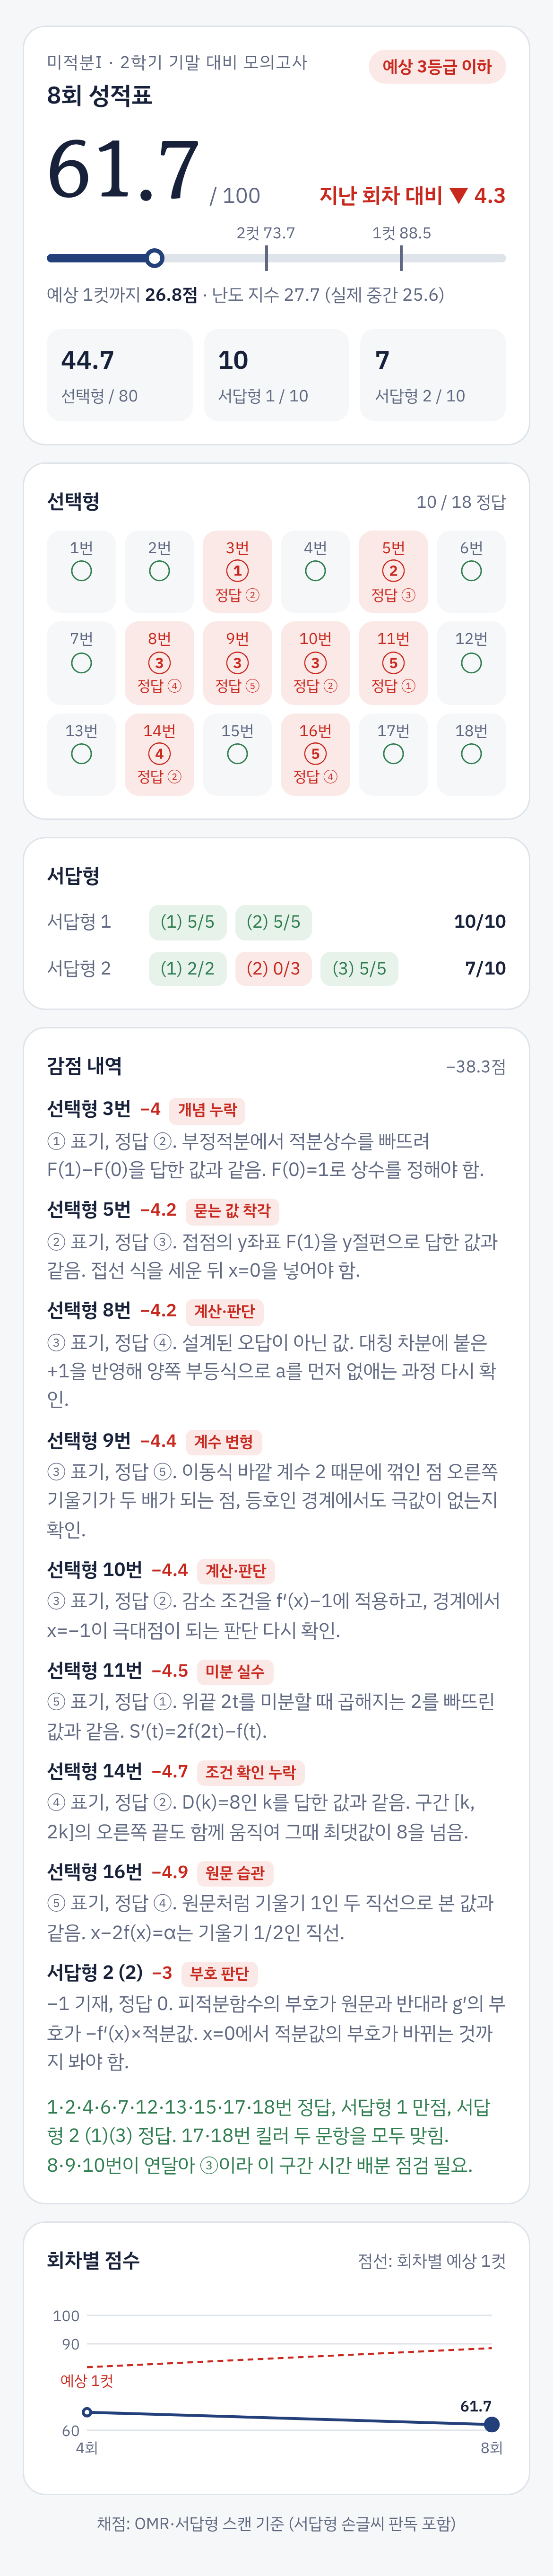 미적분Ⅰ · 2학기 기말 대비 모의고사
예상 3등급 이하
8회 성적표
61.7 / 100
지난 회차 대비 ▼ 4.3
2컷 73.7
1컷 88.5
예상 1컷까지 26.8점 · 난도 지수 27.7 (실제 중간 25.6)
44.7
선택형 / 80
10
서답형 1 / 10
7
서답형 2 / 10
선택형
10 / 18 정답
1번 2번 3번 4번 5번 6번
○ ○ ① ○ ② ○
정답 ② 정답 ③
7번 8번 9번 10번 11번 12번
○ ③ ③ ③ ⑤ ○
정답 ④ 정답 ⑤ 정답 ② 정답 ①
13번 14번 15번 16번 17번 18번
○ ④ ○ ⑤ ○ ○
정답 ② 정답 ④
서답형
서답형 1 (1) 5/5 (2) 5/5 10/10
서답형 2 (1) 2/2 (2) 0/3 (3) 5/5 7/10
감점 내역
−38.3점
선택형 3번 −4 개념 누락
① 표기, 정답 ②. 부정적분에서 적분상수를 빠뜨려
F(1)−F(0)을 답한 값과 같음. F(0)=1로 상수를 정해야 함.
선택형 5번 −4.2 묻는 값 착각
② 표기, 정답 ③. 접점의 y좌표 F(1)을 y절편으로 답한 값과
같음. 접선 식을 세운 뒤 x=0을 넣어야 함.
선택형 8번 −4.2 계산·판단
③ 표기, 정답 ④. 설계된 오답이 아닌 값. 대칭 차분에 붙은
+1을 반영해 양쪽 부등식으로 a를 먼저 없애는 과정 다시 확
인.
선택형 9번 −4.4 계수 변형
③ 표기, 정답 ⑤. 이동식 바깥 계수 2 때문에 꺾인 점 오른쪽
기울기가 두 배가 되는 점, 등호인 경계에서도 극값이 없는지
확인.
선택형 10번 −4.4 계산·판단
③ 표기, 정답 ②. 감소 조건을 f′(x)−1에 적용하고, 경계에서
x=−1이 극대점이 되는 판단 다시 확인.
선택형 11번 −4.5 미분 실수
⑤ 표기, 정답 ①. 위끝 2t를 미분할 때 곱해지는 2를 빠뜨린
값과 같음. S′(t)=2f(2t)−f(t).
선택형 14번 −4.7 조건 확인 누락
④ 표기, 정답 ②. D(k)=8인 k를 답한 값과 같음. 구간 [k,
2k]의 오른쪽 끝도 함께 움직여 그때 최댓값이 8을 넘음.
선택형 16번 −4.9 원문 습관
⑤ 표기, 정답 ④. 원문처럼 기울기 1인 두 직선으로 본 값과
같음. x−2f(x)=α는 기울기 1/2인 직선.
서답형 2 (2) −3 부호 판단
−1 기재, 정답 0. 피적분함수의 부호가 원문과 반대라 g′의 부
호가 −f′(x)×적분값. x=0에서 적분값의 부호가 바뀌는 것까
지 봐야 함.
1·2·4·6·7·12·13·15·17·18번 정답, 서답형 1 만점, 서답
형 2 (1)(3) 정답. 17·18번 킬러 두 문항을 모두 맞힘.
8·9·10번이 연달아 ③이라 이 구간 시간 배분 점검 필요.
회차별 점수
점선: 회차별 예상 1컷
100
90
예상 1컷
61.7
60
4회
8회
채점: OMR·서답형 스캔 기준 (서답형 손글씨 판독 포함)